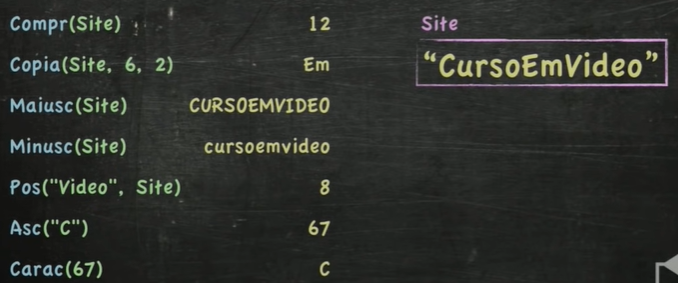 Compr(Site) 12
Copia(Site, 6, 2) Em
Maiusc(Site) CURSOEMVIDEO
Minusc(Site) cursoemvideo
Pos("Video", Site) 8
Asc("C") 67
Carac(67) C
Site
“CursoEmVideo”